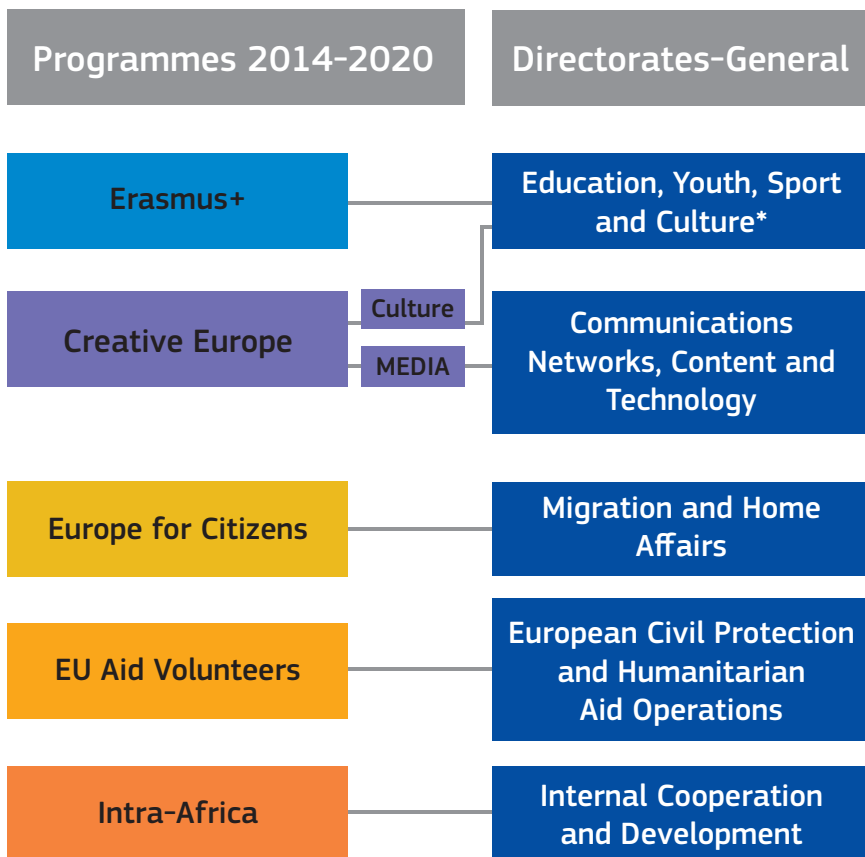 Programmes 2014-2020
Directorates-General
Erasmus+
Education, Youth, Sport
and Culture*
Creative Europe
Culture
MEDIA
Communications
Networks, Content and
Technology
Europe for Citizens
Migration and Home
Affairs
EU Aid Volunteers
European Civil Protection
and Humanitarian
Aid Operations
Intra-Africa
Internal Cooperation
and Development